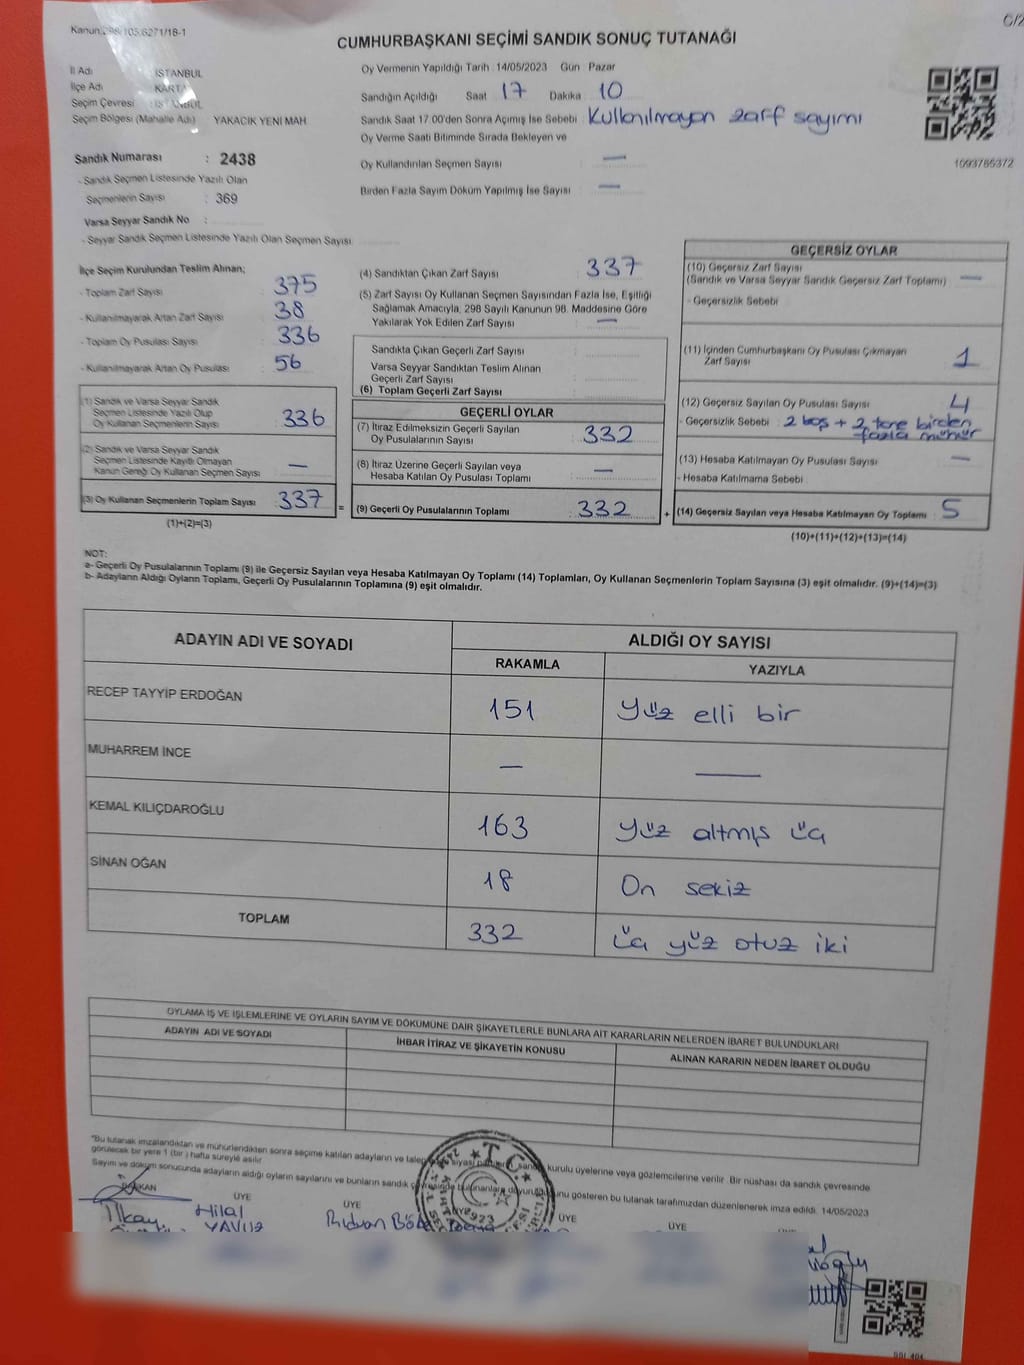 Kanun:298/105,6271/18-1
C/2
CUMHURBAŞKANI SEÇİMİ SANDIK SONUÇ TUTANAĞI
İl Adı : İSTANBUL
İlçe Adı : KARTAL
Seçim Çevresi : İSTANBUL
Seçim Bölgesi (Mahalle Adı) YAKACIK YENİ MAH.
Sandık Numarası : 2438
- Sandık Seçmen Listesinde Yazılı Olan
Seçmenlerin Sayısı : 369
Varsa Seyyar Sandık No :
- Seyyar Sandık Seçmen Listesinde Yazılı Olan Seçmen Sayısı:
Oy Vermenin Yapıldığı Tarih : 14/05/2023 Gün : Pazar
Sandığın Açıldığı Saat 17 Dakika 10
Sandık Saat 17.00'den Sonra Açılmış İse Sebebi : Kullanılmayan zarf sayımı
Oy Verme Saati Bitiminde Sırada Bekleyen ve
Oy Kullandırılan Seçmen Sayısı : —
Birden Fazla Sayım Döküm Yapılmış İse Sayısı : —
1093785372
İlçe Seçim Kurulundan Teslim Alınan;
- Toplam Zarf Sayısı : 375
- Kullanılmayarak Artan Zarf Sayısı : 38
- Toplam Oy Pusulası Sayısı : 336
- Kullanılmayarak Artan Oy Pusulası : 56
(1) Sandık ve Varsa Seyyar Sandık
Seçmen Listesinde Yazılı Olup
Oy Kullanan Seçmenlerin Sayısı : 336
(2) Sandık ve Varsa Seyyar Sandık
Seçmen Listesinde Kayıtlı Olmayan
Kanun Gereği Oy Kullanan Seçmen Sayısı : —
(3) Oy Kullanan Seçmenlerin Toplam Sayısı : 337
(1)+(2)=(3)
(4) Sandıktan Çıkan Zarf Sayısı : 337
(5) Zarf Sayısı Oy Kullanan Seçmen Sayısından Fazla İse, Eşitliği
Sağlamak Amacıyla, 298 Sayılı Kanunun 98. Maddesine Göre
Yakılarak Yok Edilen Zarf Sayısı : —
Sandıkta Çıkan Geçerli Zarf Sayısı :
Varsa Seyyar Sandıktan Teslim Alınan
Geçerli Zarf Sayısı :
(6) Toplam Geçerli Zarf Sayısı :
GEÇERLİ OYLAR
(7) İtiraz Edilmeksizin Geçerli Sayılan
Oy Pusulalarının Sayısı : 332
(8) İtiraz Üzerine Geçerli Sayılan veya
Hesaba Katılan Oy Pusulası Toplamı : —
= (9) Geçerli Oy Pusulalarının Toplamı : 332 +
GEÇERSİZ OYLAR
(10) Geçersiz Zarf Sayısı
(Sandık ve Varsa Seyyar Sandık Geçersiz Zarf Toplamı) : —
- Geçersizlik Sebebi :
(11) İçinden Cumhurbaşkanı Oy Pusulası Çıkmayan
Zarf Sayısı : 1
(12) Geçersiz Sayılan Oy Pusulası Sayısı : 4
- Geçersizlik Sebebi : 2 boş + 2 tane birden
fazla mühür
(13) Hesaba Katılmayan Oy Pusulası Sayısı : —
- Hesaba Katılmama Sebebi :
(14) Geçersiz Sayılan veya Hesaba Katılmayan Oy Toplamı : 5
(10)+(11)+(12)+(13)=(14)
NOT:
a- Geçerli Oy Pusulalarının Toplamı (9) ile Geçersiz Sayılan veya Hesaba Katılmayan Oy Toplamı (14) Toplamları, Oy Kullanan Seçmenlerin Toplam Sayısına (3) eşit olmalıdır. (9)+(14)=(3)
b- Adayların Aldığı Oyların Toplamı, Geçerli Oy Pusulalarının Toplamına (9) eşit olmalıdır.
ADAYIN ADI VE SOYADI ALDIĞI OY SAYISI
RAKAMLA YAZIYLA
RECEP TAYYİP ERDOĞAN 151 Yüz elli bir
MUHARREM İNCE — —
KEMAL KILIÇDAROĞLU 163 Yüz altmış üç
SİNAN OĞAN 18 On sekiz
TOPLAM 332 Üç yüz otuz iki
OYLAMA İŞ VE İŞLEMLERİNE VE OYLARIN SAYIM VE DÖKÜMÜNE DAİR ŞİKAYETLERLE BUNLARA AİT KARARLARIN NELERDEN İBARET BULUNDUKLARI
ADAYIN ADI VE SOYADI İHBAR İTİRAZ VE ŞİKAYETİN KONUSU ALINAN KARARIN NEDEN İBARET OLDUĞU
*Bu tutanak imzalandıktan ve mühürlendikten sonra seçime katılan adayların ve talep siyasi sandık kurulu üyelerine veya gözlemcilerine verilir. Bir nüshası da sandık çevresinde
görülecek bir yere 1 (bir) hafta süreyle asılır.
Sayım ve döküm sonucunda adayların aldığı oyların sayılarını ve bunların sandık gösteren bu tutanak tarafımızdan düzenlenerek imza edildi. 14/05/2023
BAŞKAN ÜYE ÜYE ÜYE ÜYE
İlkay Hilal Rıdvan
YAVUZ
T.C.